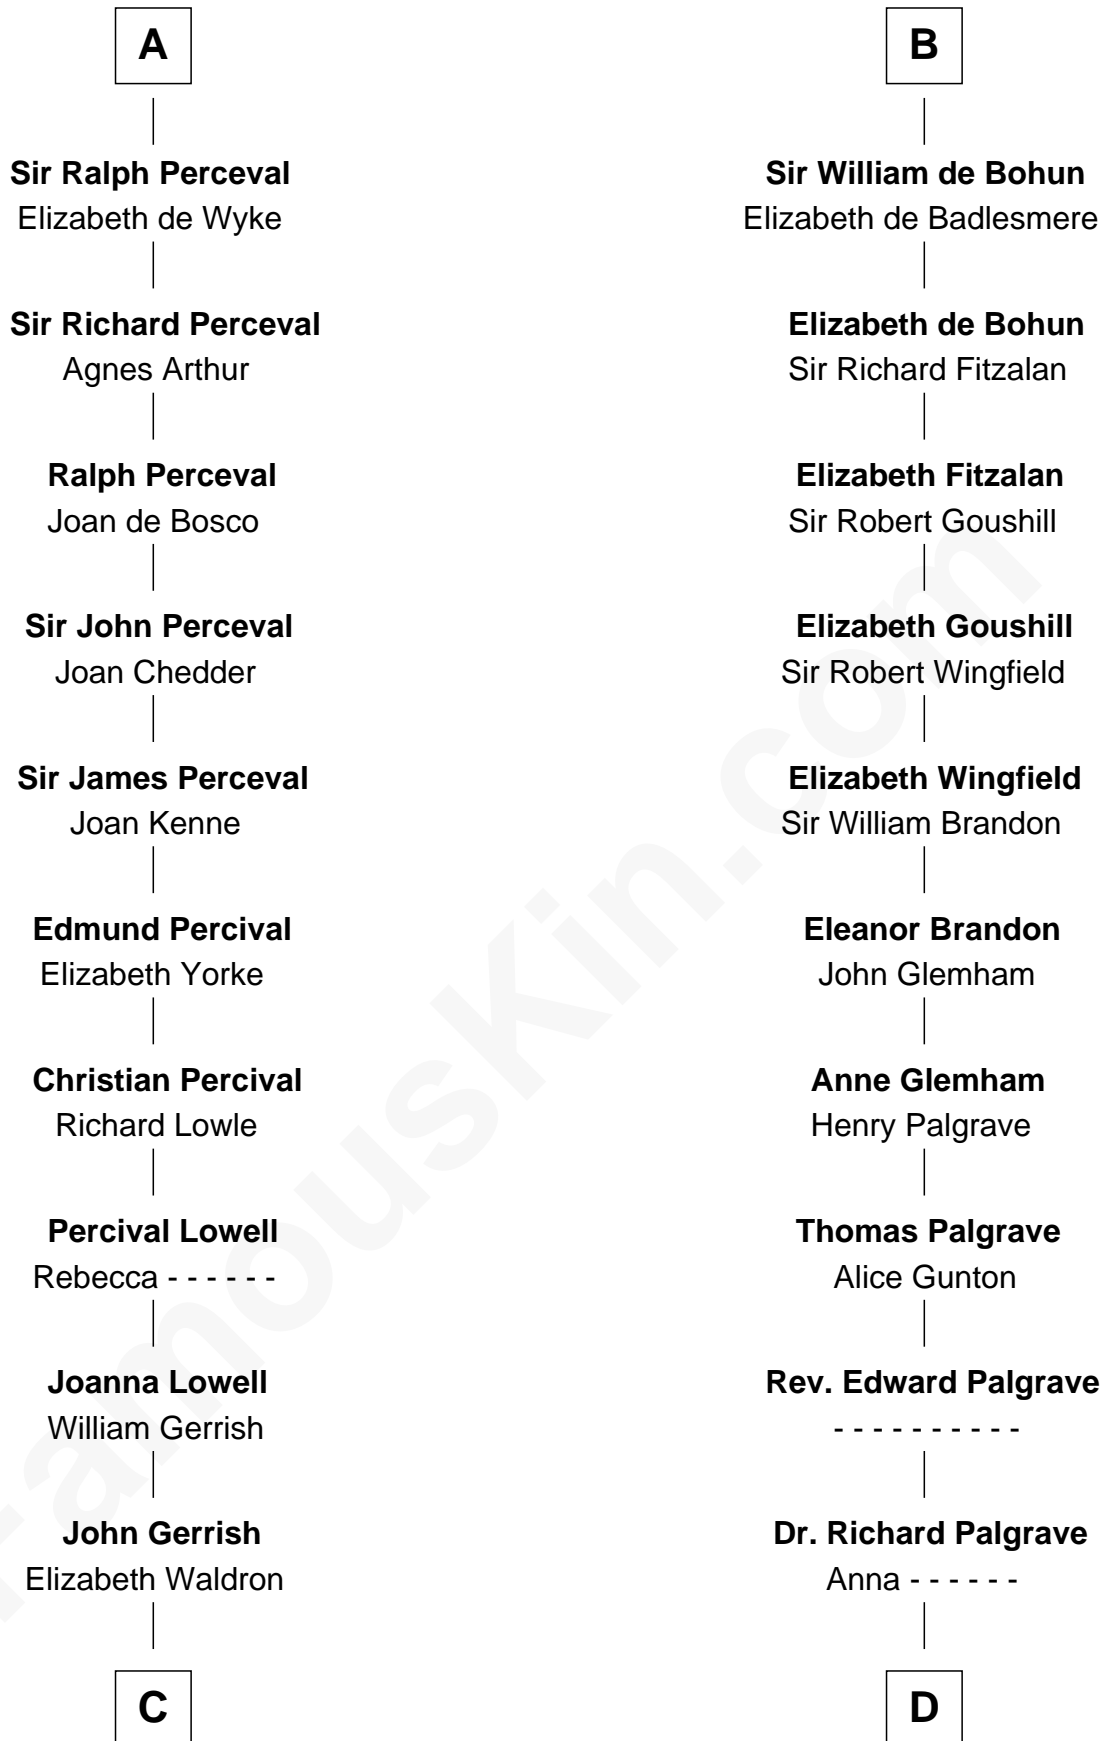 A
Sir Ralph Perceval
Elizabeth de Wyke
Sir Richard Perceval
Agnes Arthur
Ralph Perceval
Joan de Bosco
Sir John Perceval
Joan Chedder
Sir James Perceval
Joan Kenne
Edmund Percival
Elizabeth Yorke
Christian Percival
Richard Lowle
Percival Lowell
Rebecca - - - - - -
Joanna Lowell
William Gerrish
John Gerrish
Elizabeth Waldron
C
B
Sir William de Bohun
Elizabeth de Badlesmere
Elizabeth de Bohun
Sir Richard Fitzalan
Elizabeth Fitzalan
Sir Robert Goushill
Elizabeth Goushill
Sir Robert Wingfield
Elizabeth Wingfield
Sir William Brandon
Eleanor Brandon
John Glemham
Anne Glemham
Henry Palgrave
Thomas Palgrave
Alice Gunton
Rev. Edward Palgrave
- - - - - - - - - -
Dr. Richard Palgrave
Anna - - - - - -
D
FamousKin.com